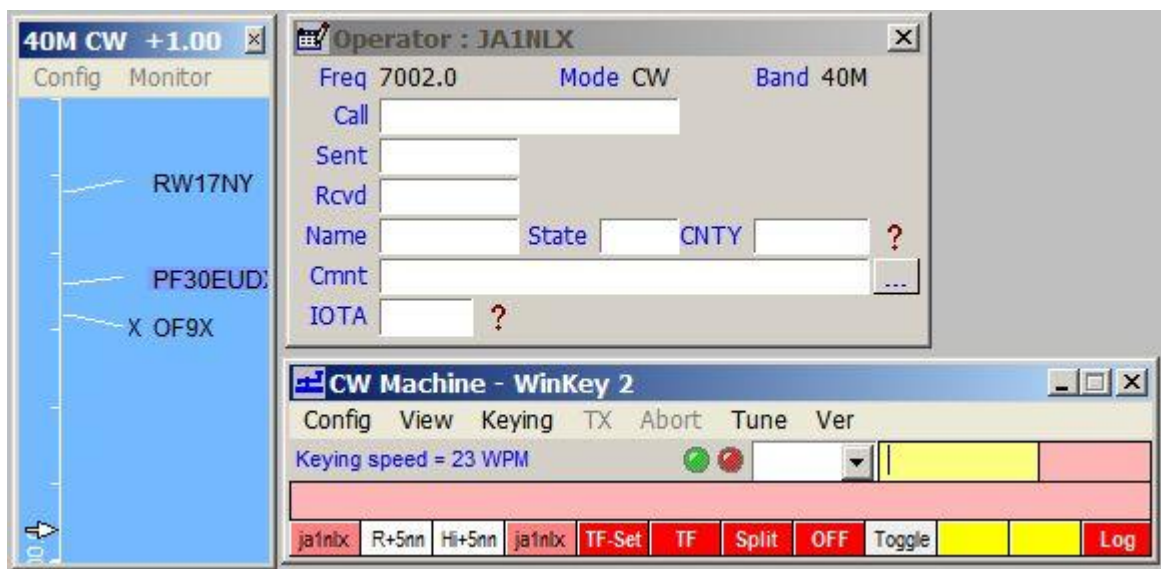 40M CW +1.00
Config Monitor
RW17NY
PF30EUD
X OF9X
Operator : JA1NLX
Freq 7002.0 Mode CW Band 40M
Call
Sent
Rcvd
Name State CNTY ?
Cmnt ...
IOTA ?
CW Machine - WinKey 2
Config View Keying TX Abort Tune Ver
Keying speed = 23 WPM
ja1nlx R+5nn Hi+5nn ja1nlx TF-Set TF Split OFF Toggle Log